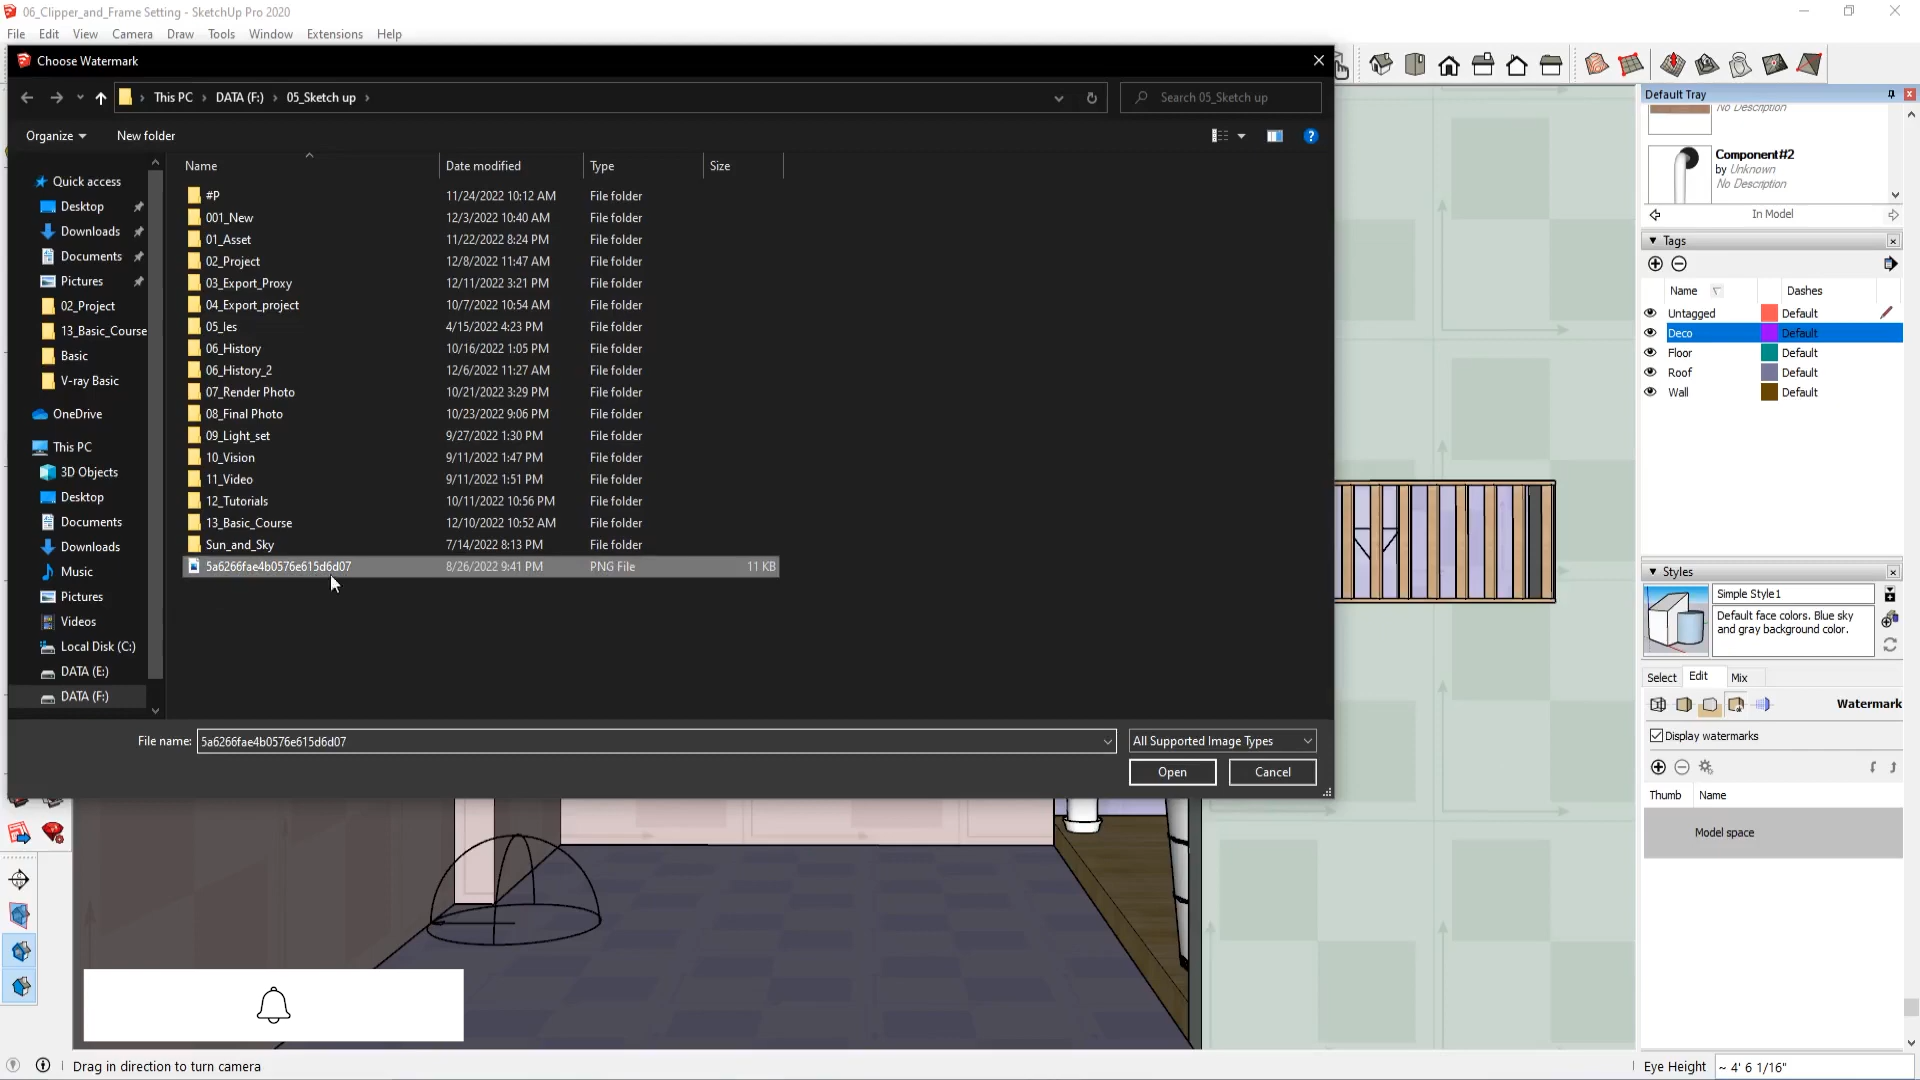 06_Clipper_and_Frame Setting - SketchUp Pro 2020
File Edit View Camera Draw Tools Window Extensions Help
Choose Watermark
This PC > DATA (F:) > 05_Sketch up >
Search 05_Sketch up
Organize New folder
Name Date modified Type Size
#P 11/24/2022 10:12 AM File folder
001_New 12/3/2022 10:40 AM File folder
01_Asset 11/22/2022 8:24 PM File folder
02_Project 12/8/2022 11:47 AM File folder
03_Export_Proxy 12/11/2022 3:21 PM File folder
04_Export_project 10/7/2022 10:54 AM File folder
05_Ies 4/15/2022 4:23 PM File folder
06_History 10/16/2022 1:05 PM File folder
06_History_2 12/6/2022 11:27 AM File folder
07_Render Photo 10/21/2022 3:29 PM File folder
08_Final Photo 10/23/2022 9:06 PM File folder
09_Light_set 9/27/2022 1:30 PM File folder
10_Vision 9/11/2022 1:47 PM File folder
11_Video 9/11/2022 1:51 PM File folder
12_Tutorials 10/11/2022 10:56 PM File folder
13_Basic_Course 12/10/2022 10:52 AM File folder
Sun_and_Sky 7/14/2022 8:13 PM File folder
5a6266fae4b0576e615d6d07 8/26/2022 9:41 PM PNG File 11 KB
Quick access
Desktop
Downloads
Documents
Pictures
02_Project
13_Basic_Course
Basic
V-ray Basic
OneDrive
This PC
3D Objects
Desktop
Documents
Downloads
Music
Pictures
Videos
Local Disk (C:)
DATA (E:)
DATA (F:)
File name: 5a6266fae4b0576e615d6d07
All Supported Image Types
Open Cancel
Default Tray
No Description
Component#2
by Unknown
No Description
In Model
Tags
Name Dashes
Untagged Default
Deco Default
Floor Default
Roof Default
Wall Default
Styles
Simple Style1
Default face colors. Blue sky
and gray background color.
Select Edit Mix
Watermark
Display watermarks
Thumb Name
Model space
Drag in direction to turn camera
Eye Height ~ 4' 6 1/16"